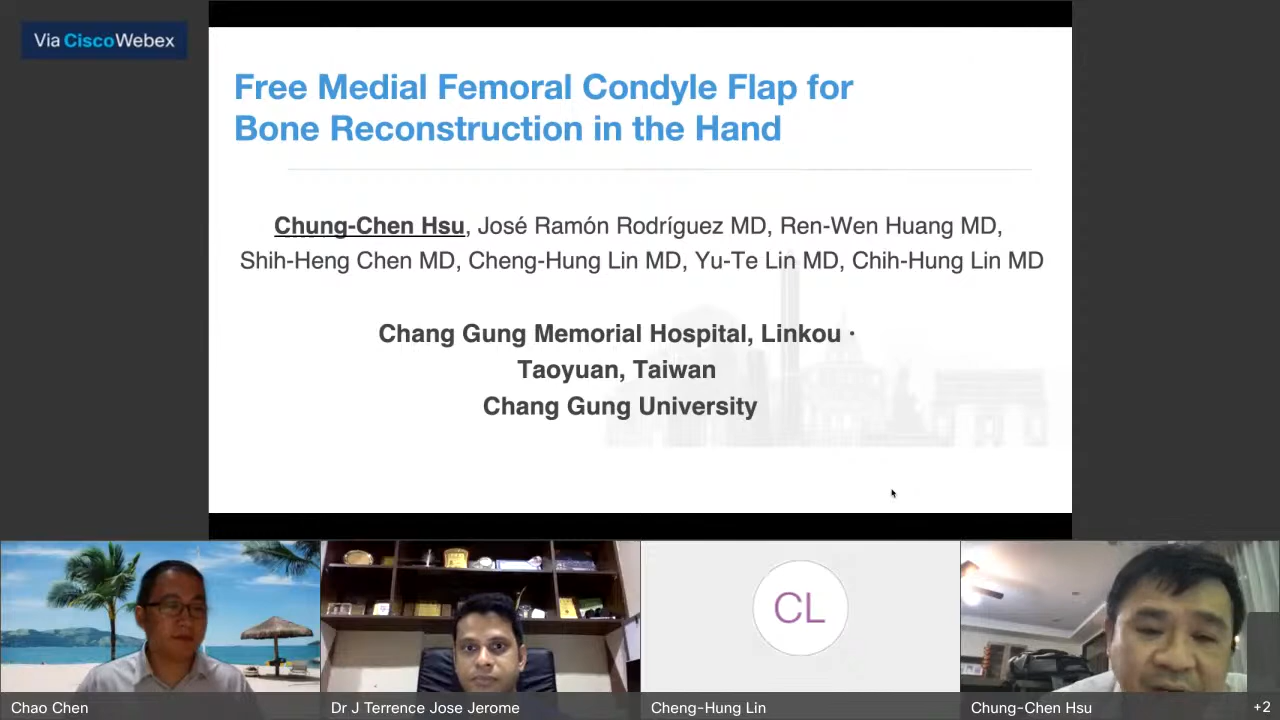 Via CiscoWebex
Free Medial Femoral Condyle Flap for
Bone Reconstruction in the Hand
Chung-Chen Hsu, José Ramón Rodríguez MD, Ren-Wen Huang MD,
Shih-Heng Chen MD, Cheng-Hung Lin MD, Yu-Te Lin MD, Chih-Hung Lin MD
Chang Gung Memorial Hospital, Linkou ·
Taoyuan, Taiwan
Chang Gung University
CL
Chao Chen
Dr J Terrence Jose Jerome
Cheng-Hung Lin
Chung-Chen Hsu
+2